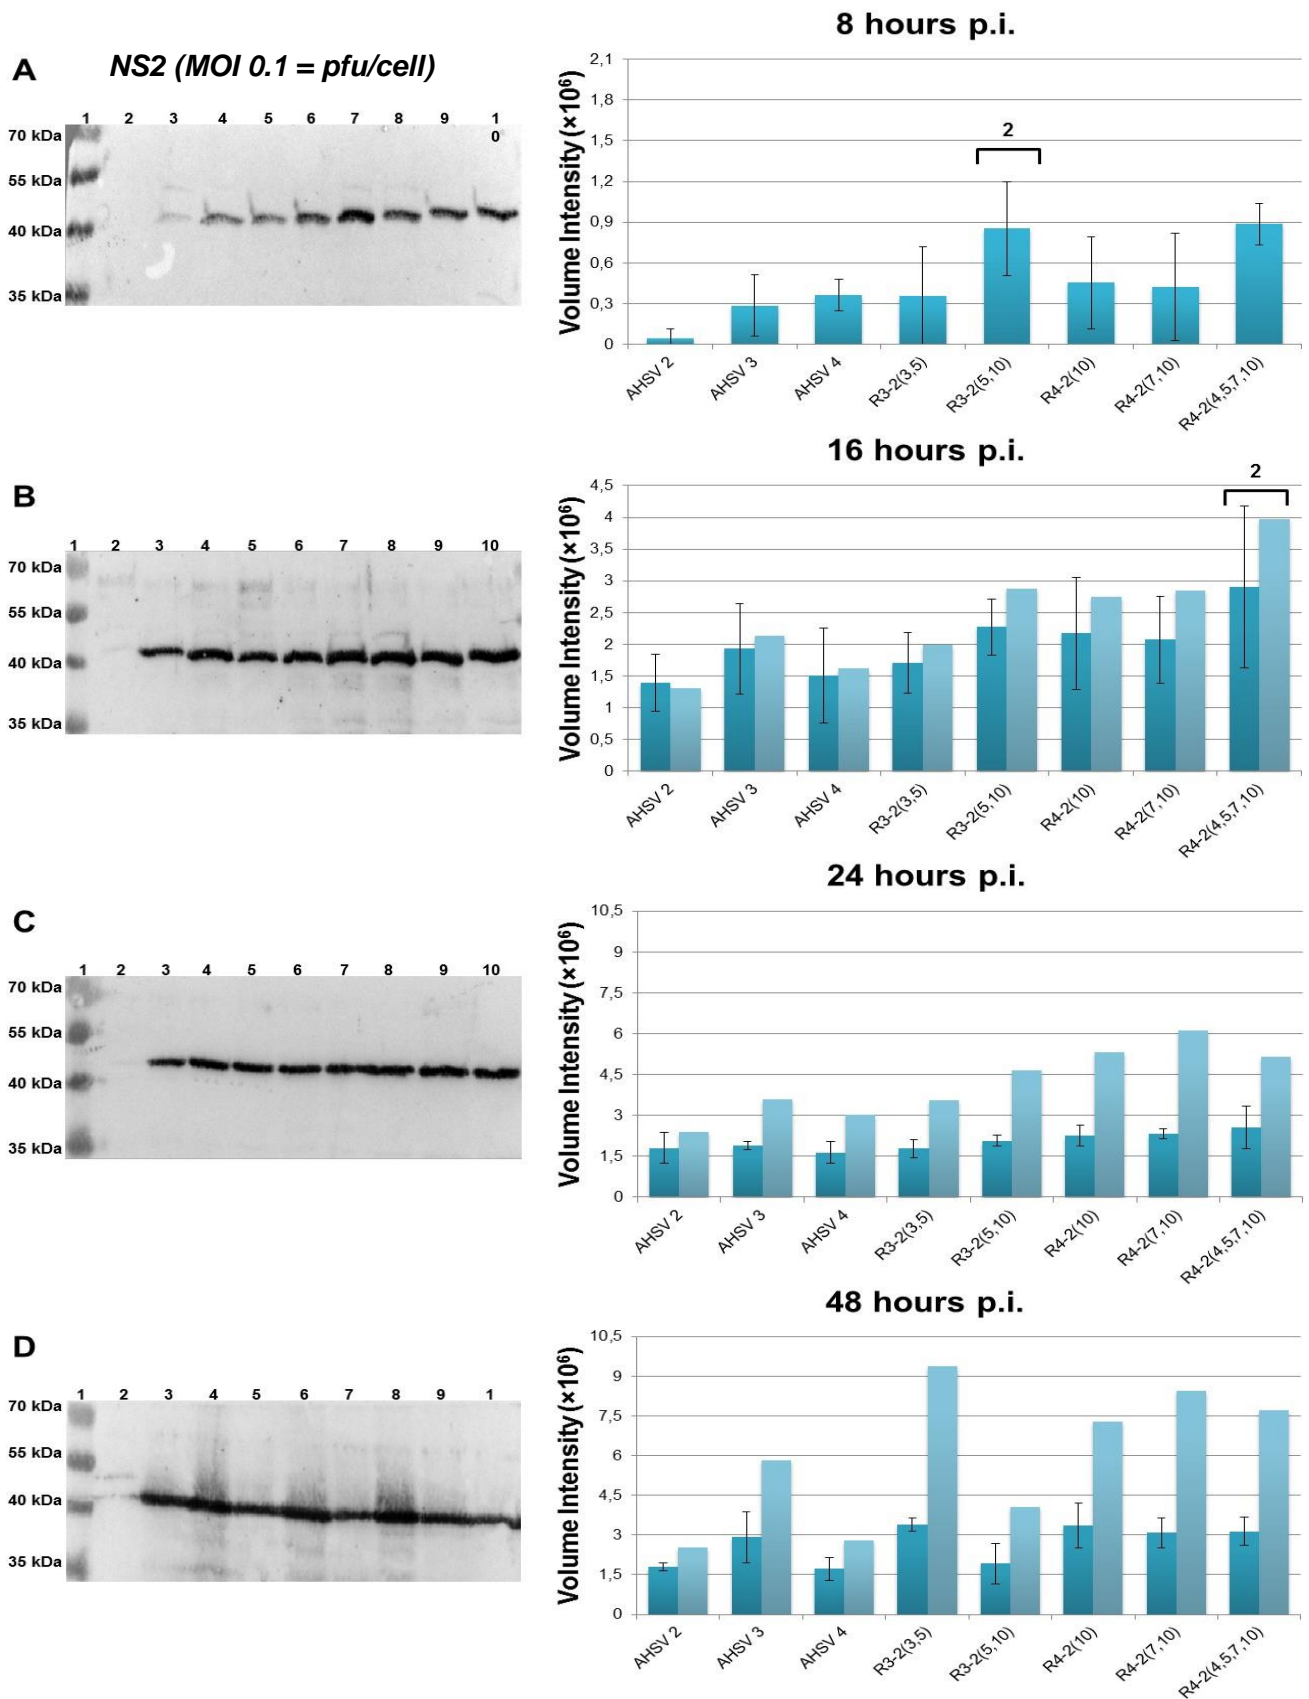 8 hours p.i.
A
NS2 (MOI 0.1 = pfu/cell)
1 2 3 4 5 6 7 8 9 1
0
70 kDa
55 kDa
40 kDa
35 kDa
Volume Intensity (×10⁶)
2,1
1,8
1,5
1,2
0,9
0,6
0,3
0
2
AHSV 2
AHSV 3
AHSV 4
R3-2(3,5)
R3-2(5,10)
R4-2(10)
R4-2(7,10)
R4-2(4,5,7,10)
16 hours p.i.
B
1 2 3 4 5 6 7 8 9 10
70 kDa
55 kDa
40 kDa
35 kDa
Volume Intensity (×10⁶)
4,5
4
3,5
3
2,5
2
1,5
1
0,5
0
2
AHSV 2
AHSV 3
AHSV 4
R3-2(3,5)
R3-2(5,10)
R4-2(10)
R4-2(7,10)
R4-2(4,5,7,10)
24 hours p.i.
C
1 2 3 4 5 6 7 8 9 10
70 kDa
55 kDa
40 kDa
35 kDa
Volume Intensity (×10⁶)
10,5
9
7,5
6
4,5
3
1,5
0
AHSV 2
AHSV 3
AHSV 4
R3-2(3,5)
R3-2(5,10)
R4-2(10)
R4-2(7,10)
R4-2(4,5,7,10)
48 hours p.i.
D
1 2 3 4 5 6 7 8 9 1
70 kDa
55 kDa
40 kDa
35 kDa
Volume Intensity (×10⁶)
10,5
9
7,5
6
4,5
3
1,5
0
AHSV 2
AHSV 3
AHSV 4
R3-2(3,5)
R3-2(5,10)
R4-2(10)
R4-2(7,10)
R4-2(4,5,7,10)